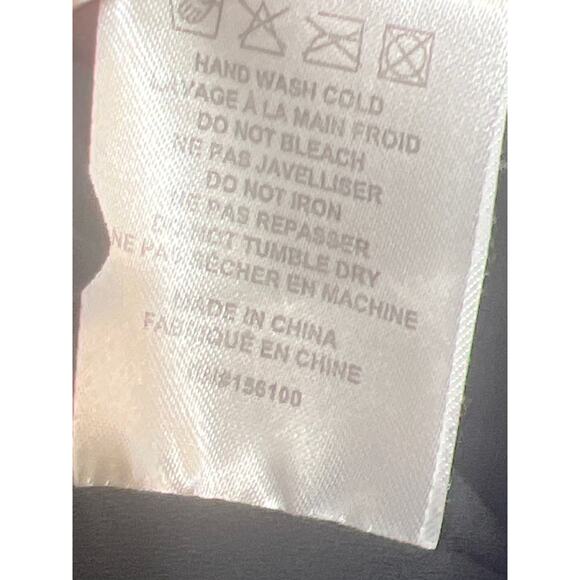 HAND WASH COLD
LAVAGE À LA MAIN FROID
DO NOT BLEACH
NE PAS JAVELLISER
DO NOT IRON
NE PAS REPASSER
DO NOT TUMBLE DRY
NE PAS SÉCHER EN MACHINE
MADE IN CHINA
FABRIQUÉ EN CHINE
#156100